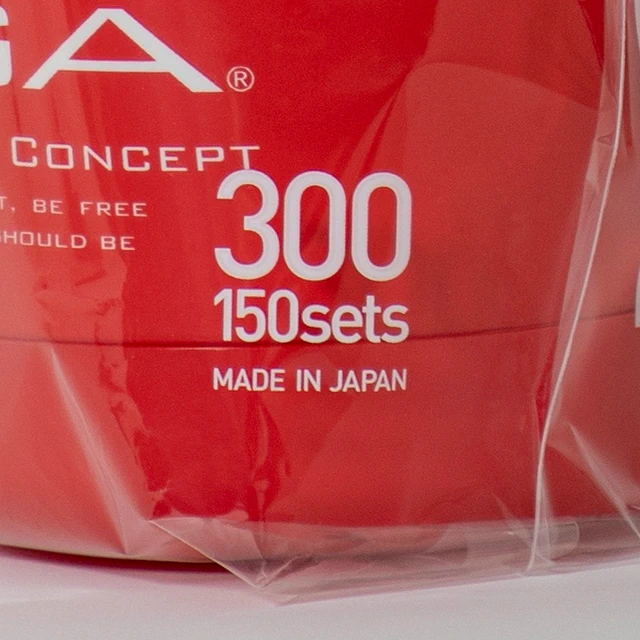 GA®
CONCEPT
T, BE FREE
SHOULD BE
300
150sets
MADE IN JAPAN